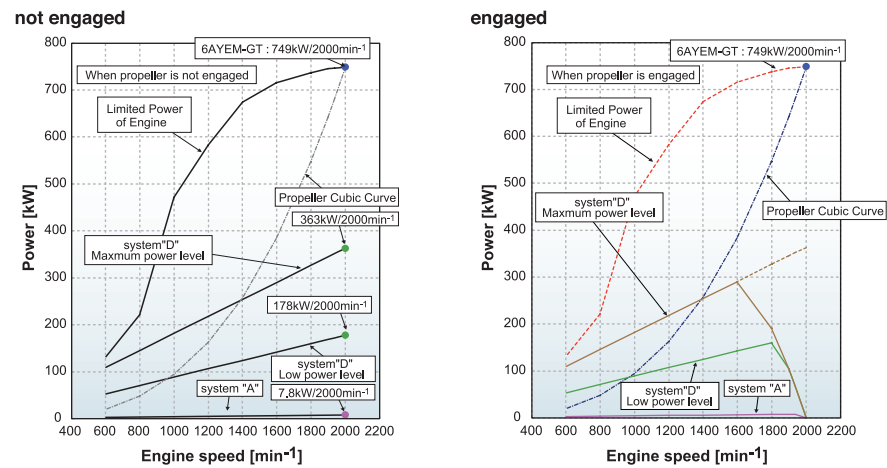 not engaged
800
700
600
500
400
300
200
100
0
Power [kW]
6AYEM-GT : 749kW/2000min-1
When propeller is not engaged
Limited Power
of Engine
Propeller Cubic Curve
363kW/2000min-1
system"D"
Maxmum power level
178kW/2000min-1
system"D"
Low power level
system "A"
7,8kW/2000min-1
400 600 800 1000 1200 1400 1600 1800 2000 2200
Engine speed [min-1]
engaged
800
700
600
500
400
300
200
100
0
Power [kW]
6AYEM-GT : 749kW/2000min-1
When propeller is engaged
Limited Power
of Engine
system"D"
Maxmum power level
Propeller Cubic Curve
system"D"
Low power level
system "A"
400 600 800 1000 1200 1400 1600 1800 2000 2200
Engine speed [min-1]